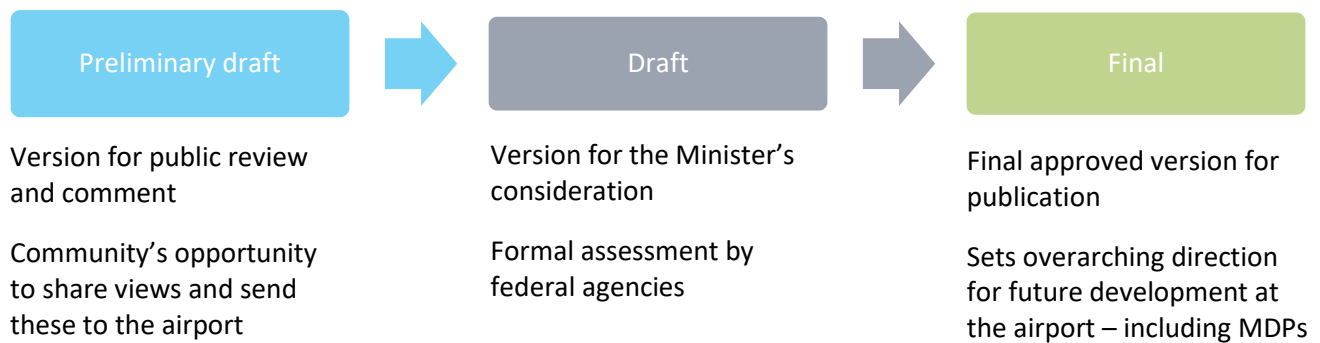 Preliminary draft
Draft
Final
Version for public review
and comment
Community’s opportunity
to share views and send
these to the airport
Version for the Minister’s
consideration
Formal assessment by
federal agencies
Final approved version for
publication
Sets overarching direction
for future development at
the airport – including MDPs